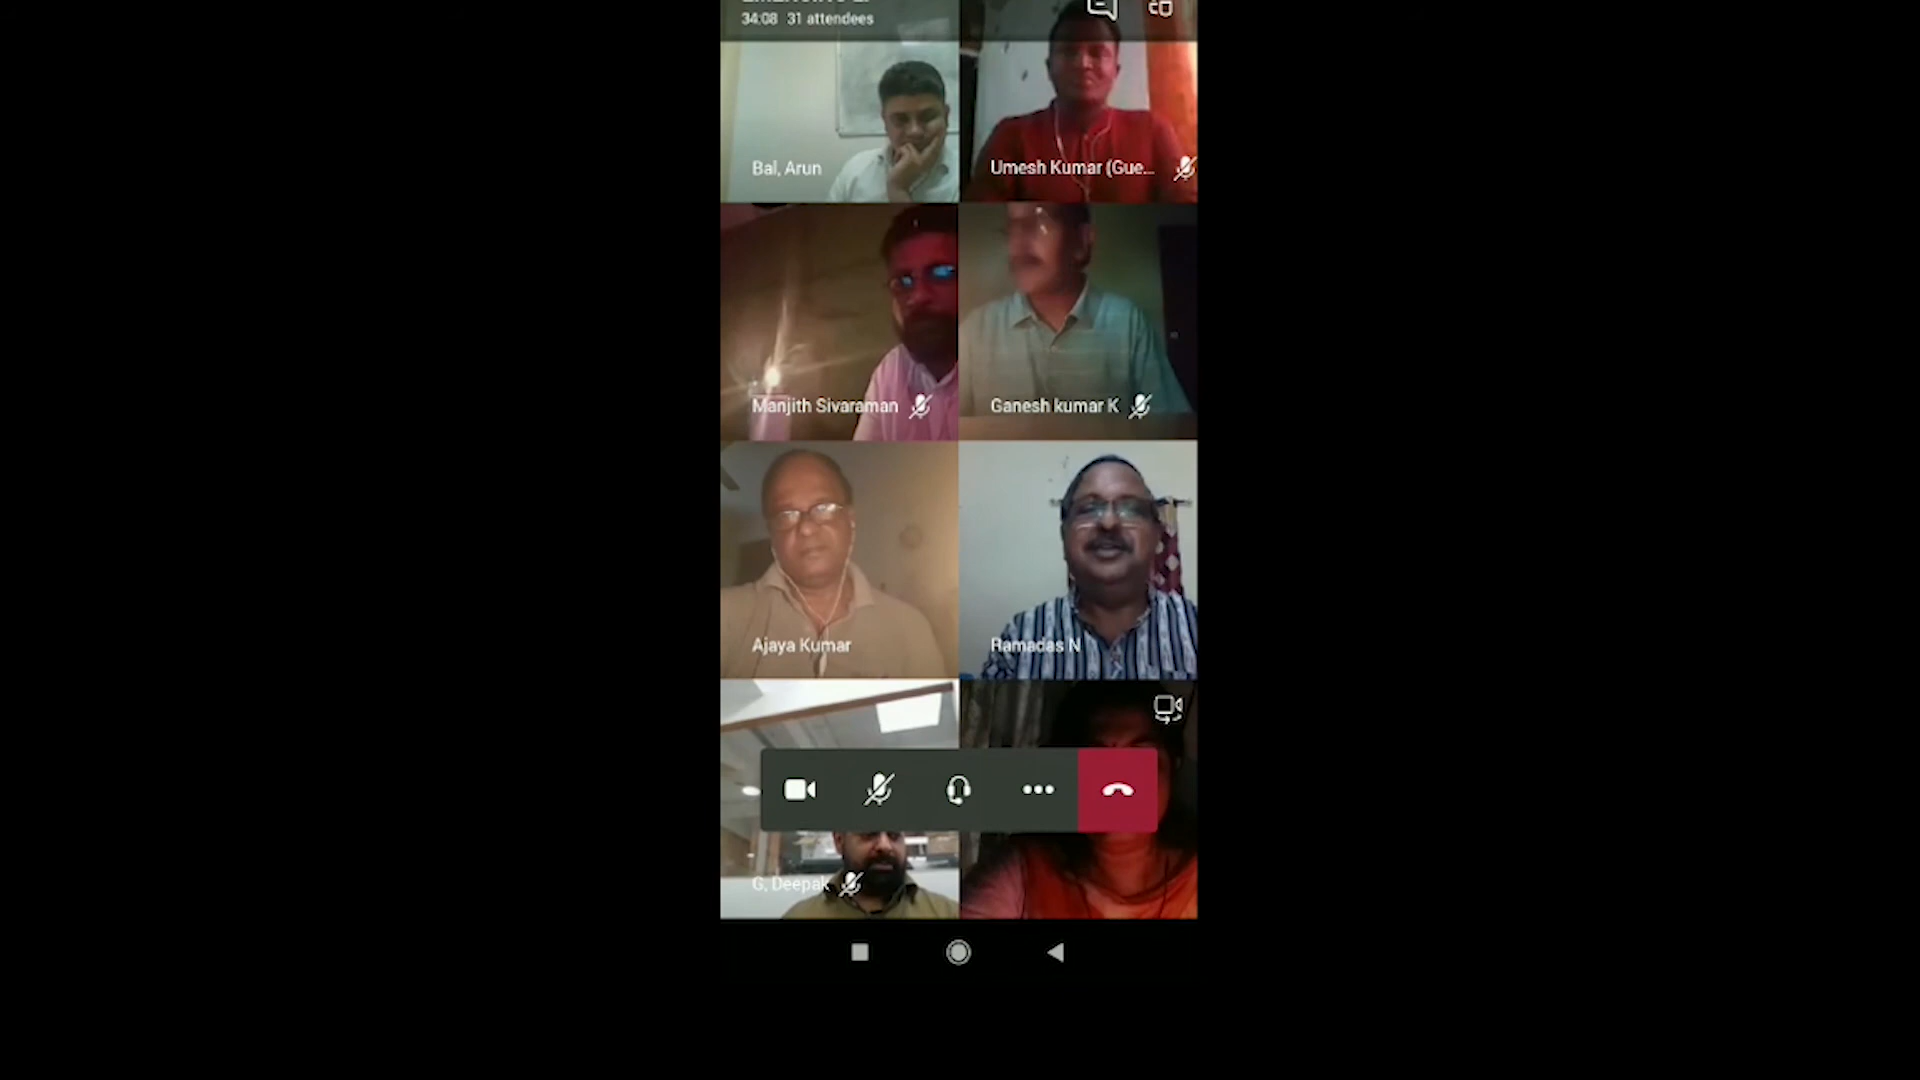 34:08 31 attendees
Bal, Arun
Umesh Kumar (Gue...
Manjith Sivaraman
Ganesh kumar K
Ajaya Kumar
Ramadas N
G, Deepak